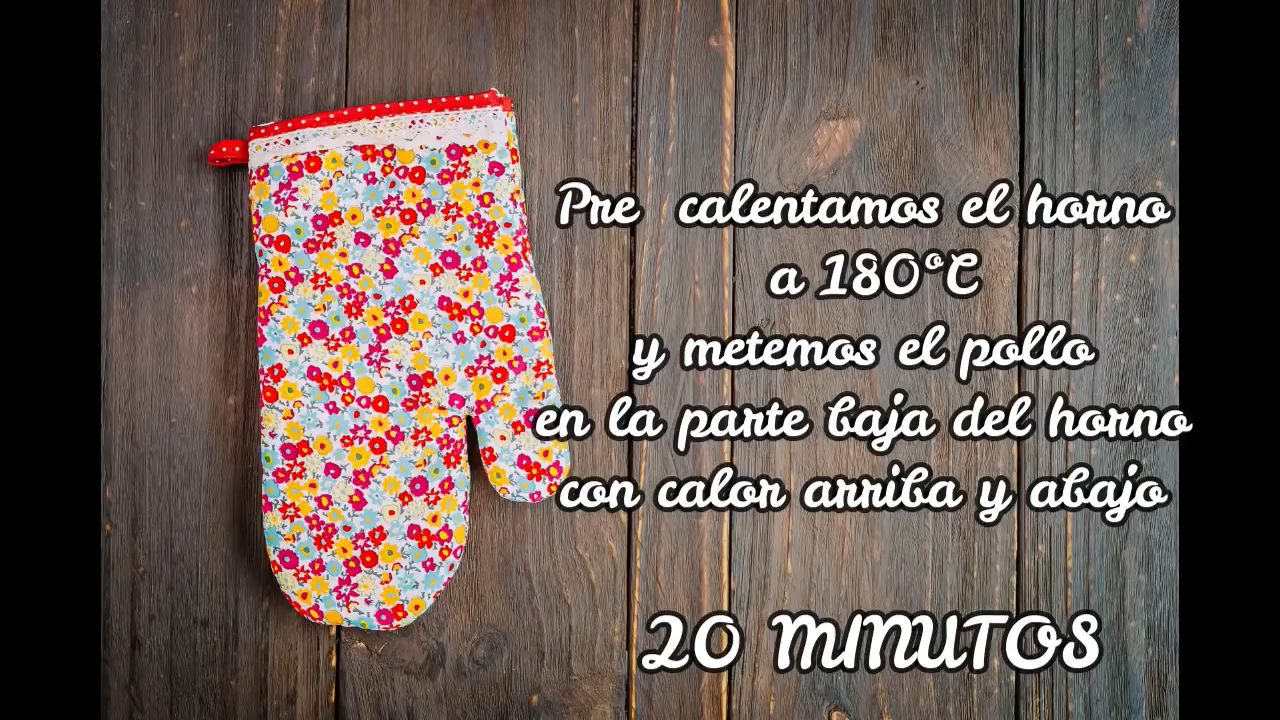 Pre calentamos el horno
a 180ºC
y metemos el pollo
en la parte baja del horno
con calor arriba y abajo
20 MINUTOS